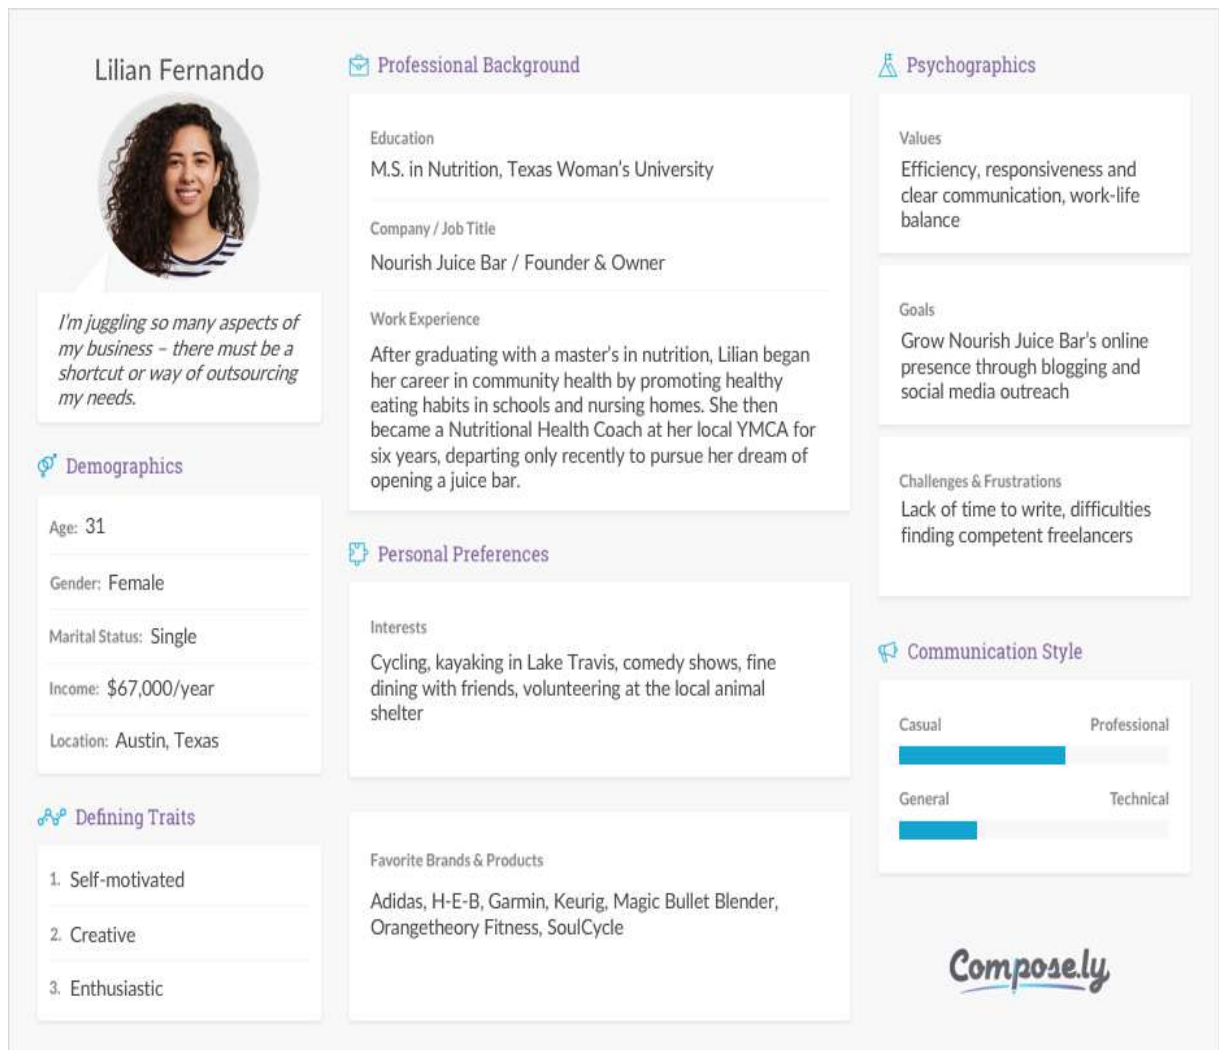 Lilian Fernando
I'm juggling so many aspects of
my business – there must be a
shortcut or way of outsourcing
my needs.
Demographics
Age: 31
Gender: Female
Marital Status: Single
Income: $67,000/year
Location: Austin, Texas
Defining Traits
1. Self-motivated
2. Creative
3. Enthusiastic
Professional Background
Education
M.S. in Nutrition, Texas Woman's University
Company / Job Title
Nourish Juice Bar / Founder & Owner
Work Experience
After graduating with a master's in nutrition, Lilian began
her career in community health by promoting healthy
eating habits in schools and nursing homes. She then
became a Nutritional Health Coach at her local YMCA for
six years, departing only recently to pursue her dream of
opening a juice bar.
Personal Preferences
Interests
Cycling, kayaking in Lake Travis, comedy shows, fine
dining with friends, volunteering at the local animal
shelter
Favorite Brands & Products
Adidas, H-E-B, Garmin, Keurig, Magic Bullet Blender,
Orangetheory Fitness, SoulCycle
Psychographics
Values
Efficiency, responsiveness and
clear communication, work-life
balance
Goals
Grow Nourish Juice Bar's online
presence through blogging and
social media outreach
Challenges & Frustrations
Lack of time to write, difficulties
finding competent freelancers
Communication Style
Casual Professional
General Technical
Compose.ly